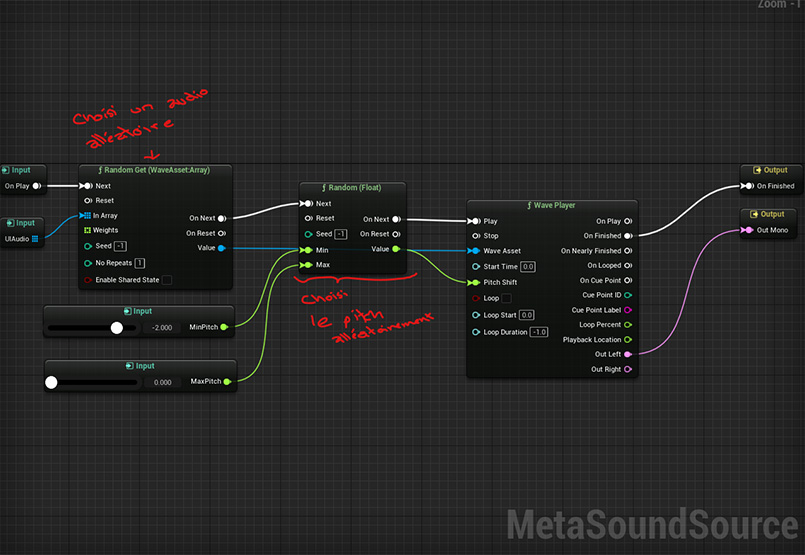 Zoom -1
Choisi un audio
alléatoire
Input
On Play
Input
UIAudio
Random Get (WaveAsset:Array)
Next
Reset
In Array
On Next
Weights
On Reset
Seed -1
Value
No Repeats 1
Enable Shared State
Random (Float)
Next
Reset
On Next
Seed -1
On Reset
Min
Value
Max
Choisi
le pitch
alléatoirement
Input
-2.000 MinPitch
Input
0.000 MaxPitch
Wave Player
Play
On Play
Stop
On Finished
Wave Asset
On Nearly Finished
Start Time 0.0
On Looped
Pitch Shift
On Cue Point
Loop
Cue Point ID
Loop Start 0.0
Cue Point Label
Loop Duration -1.0
Loop Percent
Playback Location
Out Left
Out Right
Output
On Finished
Output
Out Mono
MetaSoundSource